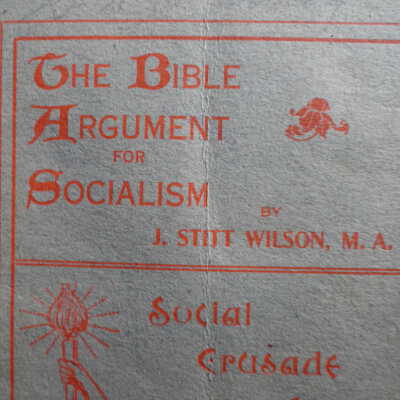 The Bible
Argument
for
Socialism
by
J. STITT WILSON, M. A.
Social
Crusade